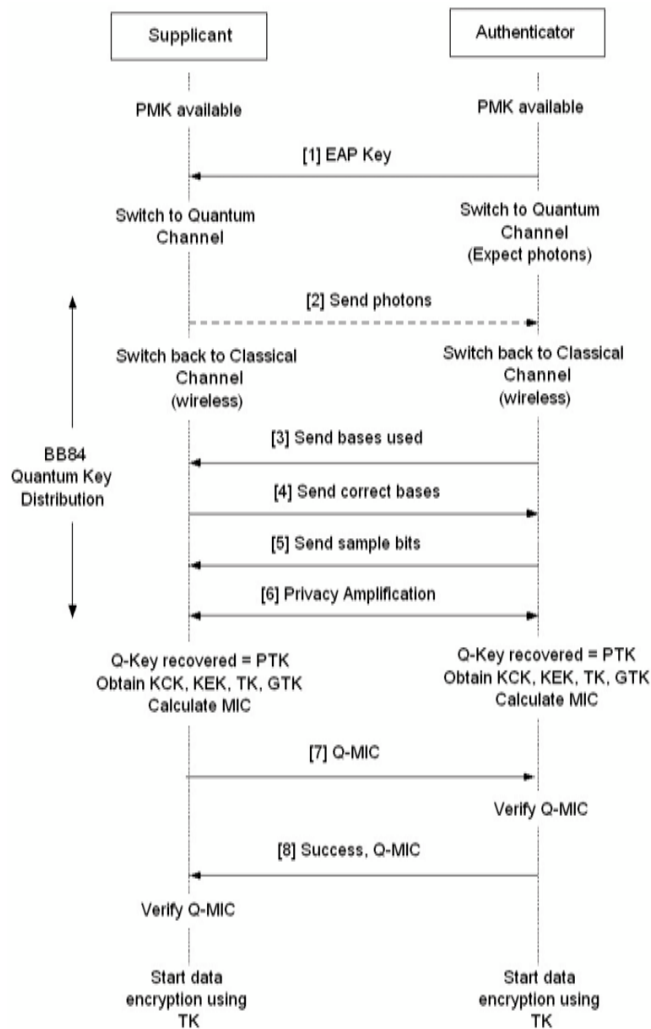 Supplicant
Authenticator
PMK available
PMK available
[1] EAP Key
Switch to Quantum
Channel
Switch to Quantum
Channel
(Expect photons)
[2] Send photons
Switch back to Classical
Channel
(wireless)
Switch back to Classical
Channel
(wireless)
BB84
Quantum Key
Distribution
[3] Send bases used
[4] Send correct bases
[5] Send sample bits
[6] Privacy Amplification
Q-Key recovered = PTK
Obtain KCK, KEK, TK, GTK
Calculate MIC
Q-Key recovered = PTK
Obtain KCK, KEK, TK, GTK
Calculate MIC
[7] Q-MIC
Verify Q-MIC
[8] Success, Q-MIC
Verify Q-MIC
Start data
encryption using
TK
Start data
encryption using
TK